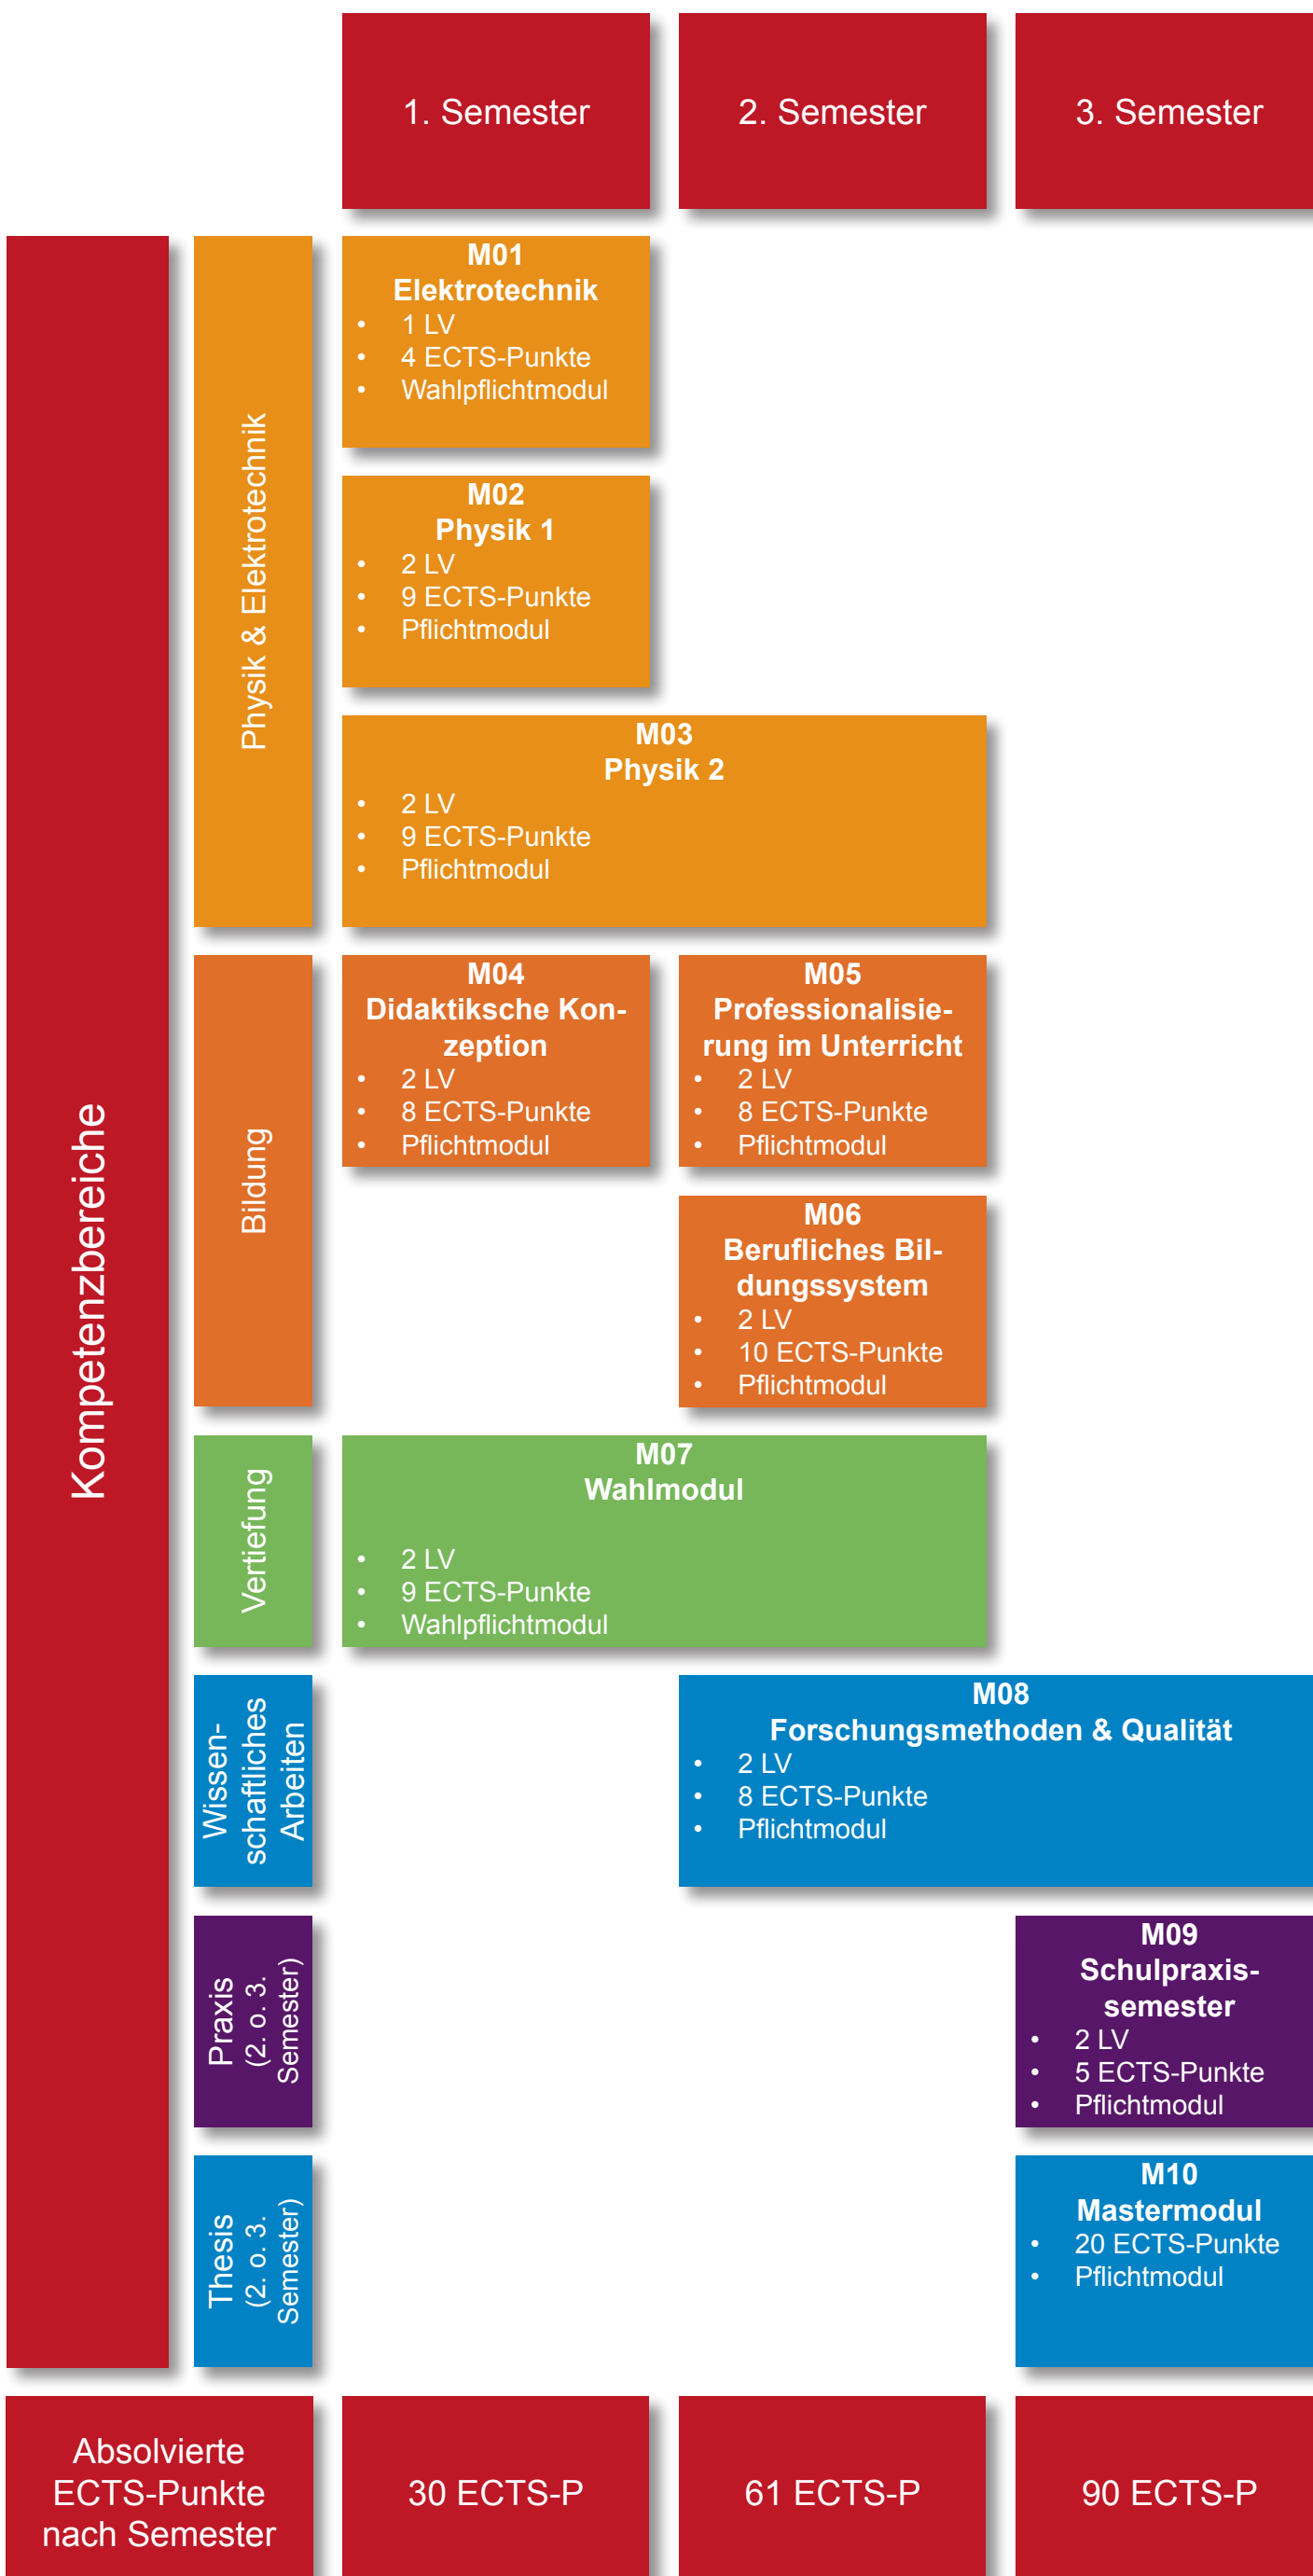 1. Semester
2. Semester
3. Semester
Kompetenzbereiche
Physik & Elektrotechnik
M01
Elektrotechnik
• 1 LV
• 4 ECTS-Punkte
• Wahlpflichtmodul
M02
Physik 1
• 2 LV
• 9 ECTS-Punkte
• Pflichtmodul
M03
Physik 2
• 2 LV
• 9 ECTS-Punkte
• Pflichtmodul
Bildung
M04
Didaktiksche Kon-
zeption
• 2 LV
• 8 ECTS-Punkte
• Pflichtmodul
M05
Professionalisie-
rung im Unterricht
• 2 LV
• 8 ECTS-Punkte
• Pflichtmodul
M06
Berufliches Bil-
dungssystem
• 2 LV
• 10 ECTS-Punkte
• Pflichtmodul
Vertiefung
M07
Wahlmodul
• 2 LV
• 9 ECTS-Punkte
• Wahlpflichtmodul
Wissen-
schaftliches
Arbeiten
M08
Forschungsmethoden & Qualität
• 2 LV
• 8 ECTS-Punkte
• Pflichtmodul
Praxis
(2. o. 3.
Semester)
M09
Schulpraxis-
semester
• 2 LV
• 5 ECTS-Punkte
• Pflichtmodul
Thesis
(2. o. 3.
Semester)
M10
Mastermodul
• 20 ECTS-Punkte
• Pflichtmodul
Absolvierte
ECTS-Punkte
nach Semester
30 ECTS-P
61 ECTS-P
90 ECTS-P